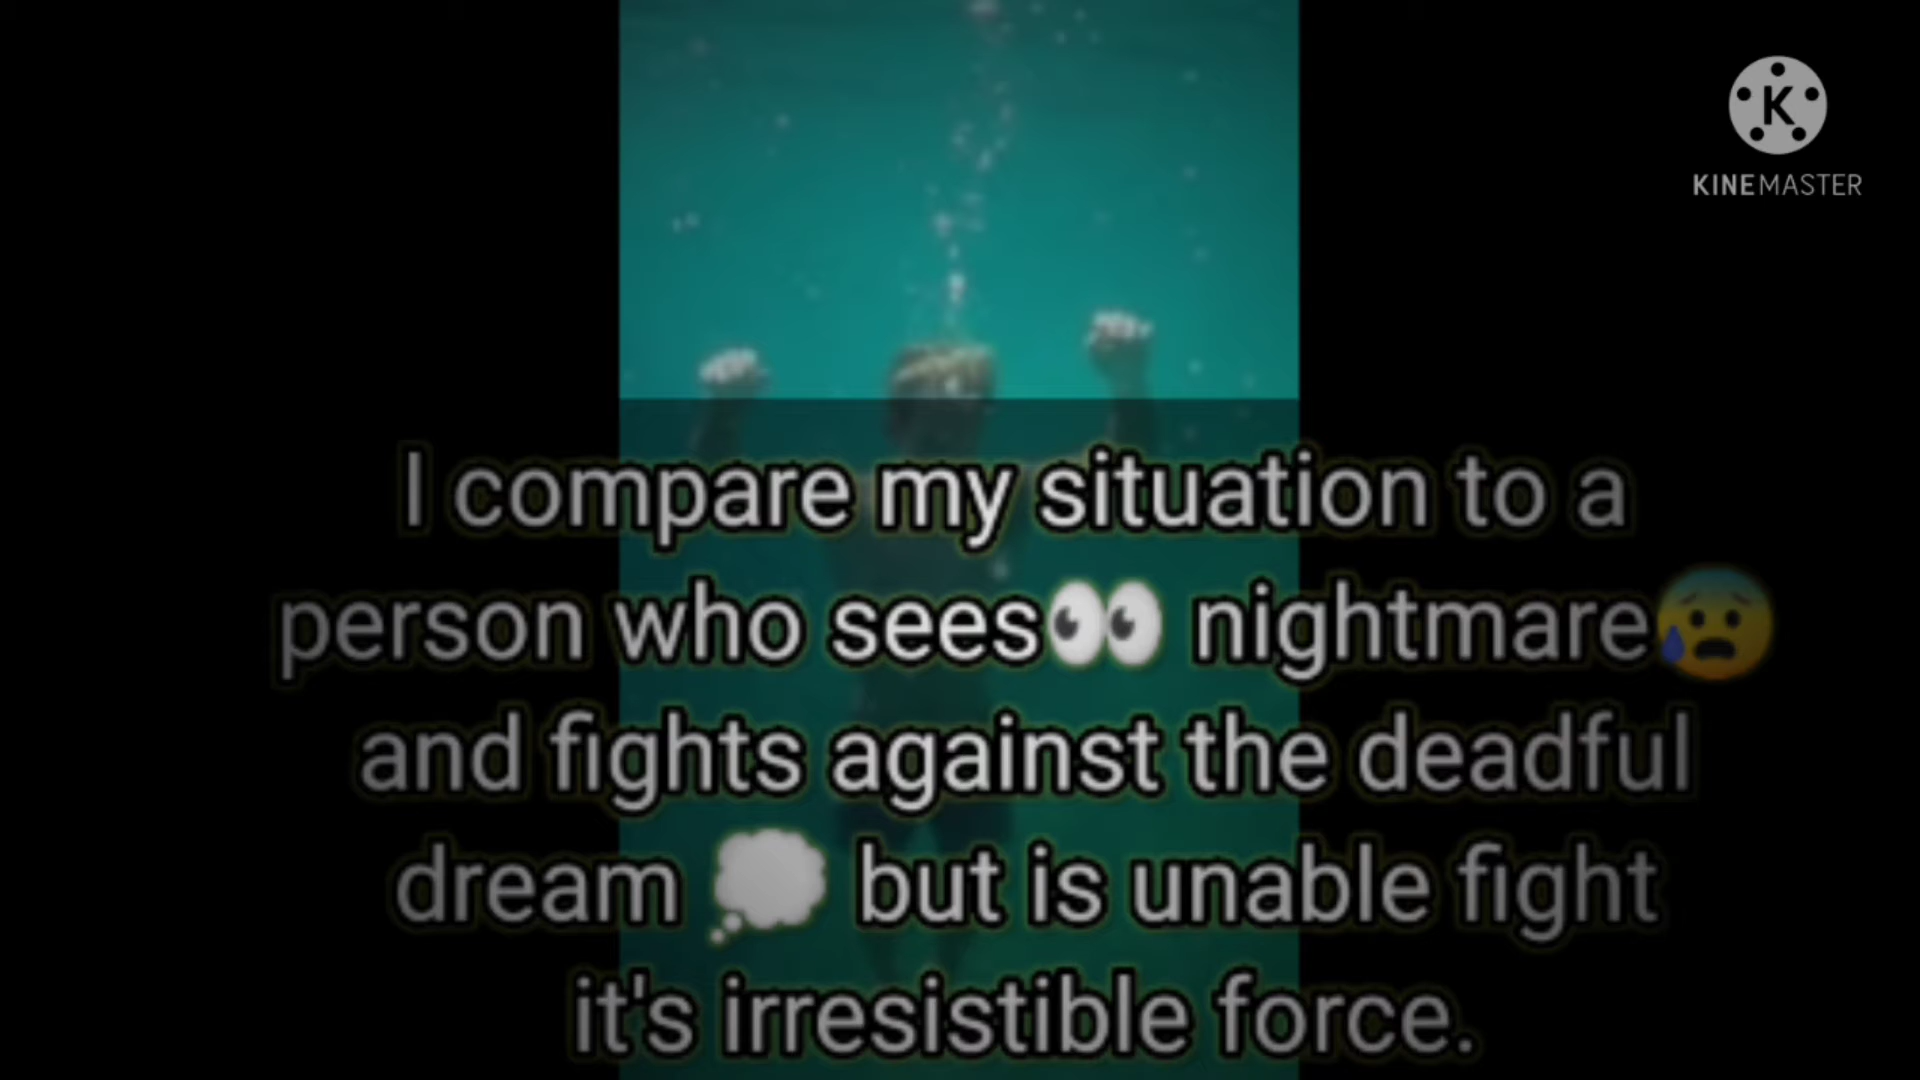 K
KINEMASTER
I compare my situation to a
person who sees👀 nightmare😰
and fights against the deadful
dream 💭 but is unable fight
it's irresistible force.